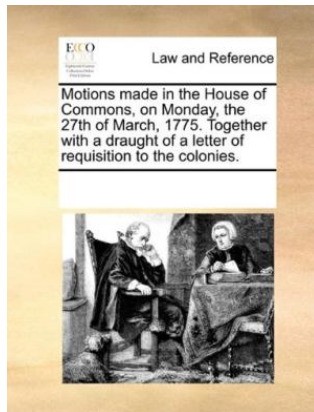 ECCO
Law and Reference
Motions made in the House of
Commons, on Monday, the
27th of March, 1775. Together
with a draught of a letter of
requisition to the colonies.